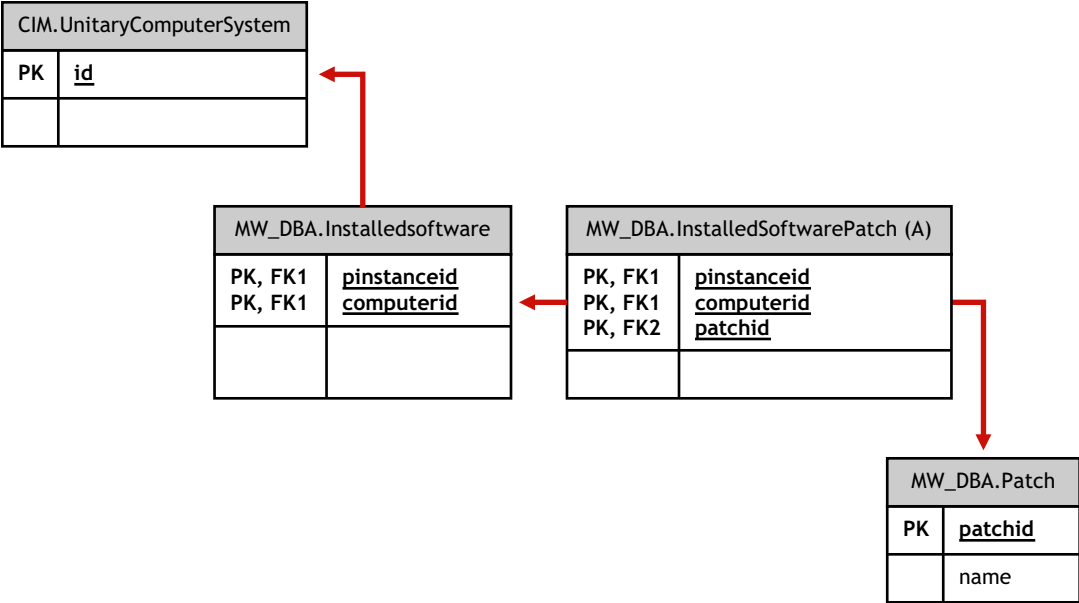 CIM.UnitaryComputerSystem
PK id
MW_DBA.Installedsoftware
PK, FK1 pinstanceid
PK, FK1 computerid
MW_DBA.InstalledSoftwarePatch (A)
PK, FK1 pinstanceid
PK, FK1 computerid
PK, FK2 patchid
MW_DBA.Patch
PK patchid
name